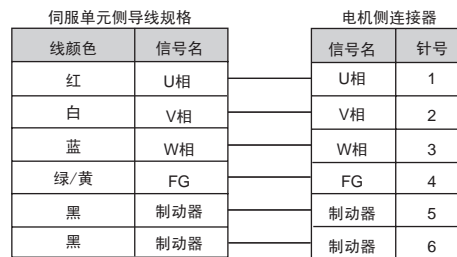 伺服单元侧导线规格 电机侧连接器
线颜色 信号名 信号名 针号
红 U相 U相 1
白 V相 V相 2
蓝 W相 W相 3
绿/黄 FG FG 4
黑 制动器 制动器 5
黑 制动器 制动器 6